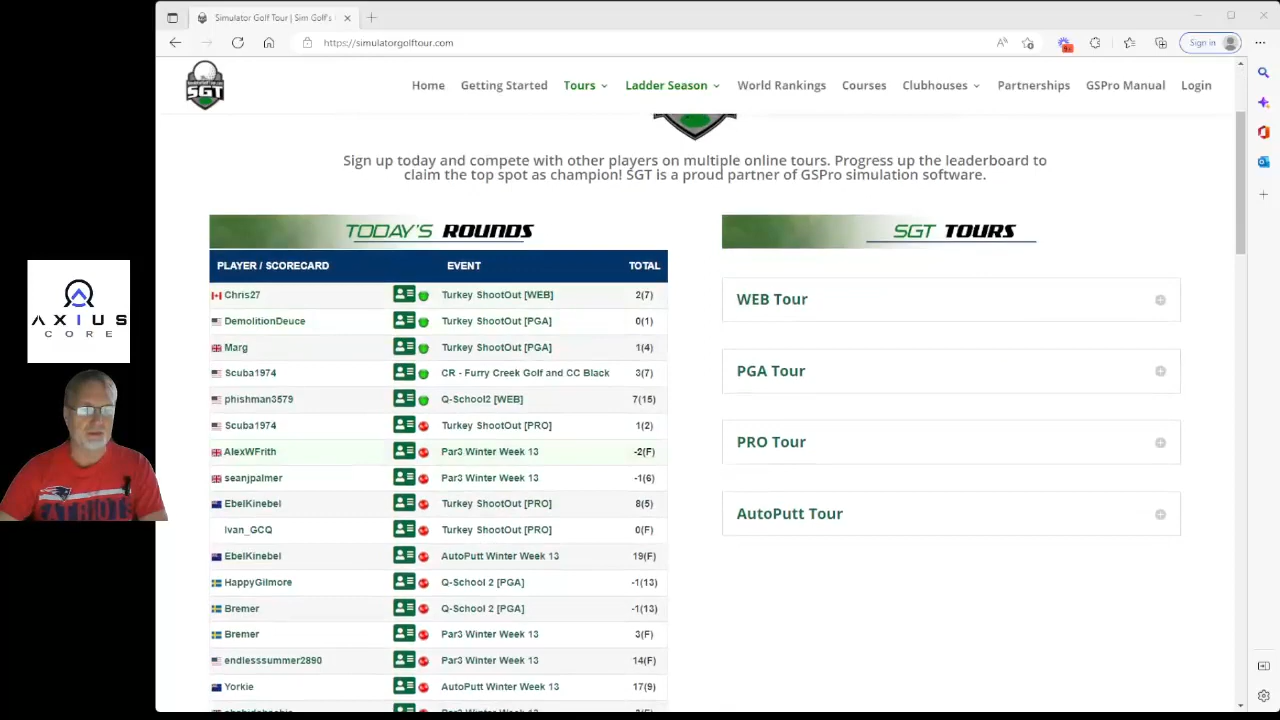 Simulator Golf Tour | Sim Golf's
https://simulatorgolftour.com
Sign in
SGT
Home Getting Started Tours Ladder Season World Rankings Courses Clubhouses Partnerships GSPro Manual Login
Sign up today and compete with other players on multiple online tours. Progress up the leaderboard to
claim the top spot as champion! SGT is a proud partner of GSPro simulation software.
TODAY'S ROUNDS
PLAYER / SCORECARD EVENT TOTAL
Chris27 Turkey ShootOut [WEB] 2(7)
DemolitionDeuce Turkey ShootOut [PGA] 0(1)
Marg Turkey ShootOut [PGA] 1(4)
Scuba1974 CR - Furry Creek Golf and CC Black 3(7)
phishman3579 Q-School2 [WEB] 7(15)
Scuba1974 Turkey ShootOut [PRO] 1(2)
AlexWFrith Par3 Winter Week 13 -2(F)
seanjpalmer Par3 Winter Week 13 -1(6)
EbelKinebel Turkey ShootOut [PRO] 8(5)
Ivan_GCQ Turkey ShootOut [PRO] 0(F)
EbelKinebel AutoPutt Winter Week 13 19(F)
HappyGilmore Q-School 2 [PGA] -1(13)
Bremer Q-School 2 [PGA] -1(13)
Bremer Par3 Winter Week 13 3(F)
endlesssummer2890 Par3 Winter Week 13 14(F)
Yorkie AutoPutt Winter Week 13 17(9)
SGT TOURS
WEB Tour
PGA Tour
PRO Tour
AutoPutt Tour
AXIUS
CORE
PATRIOTS